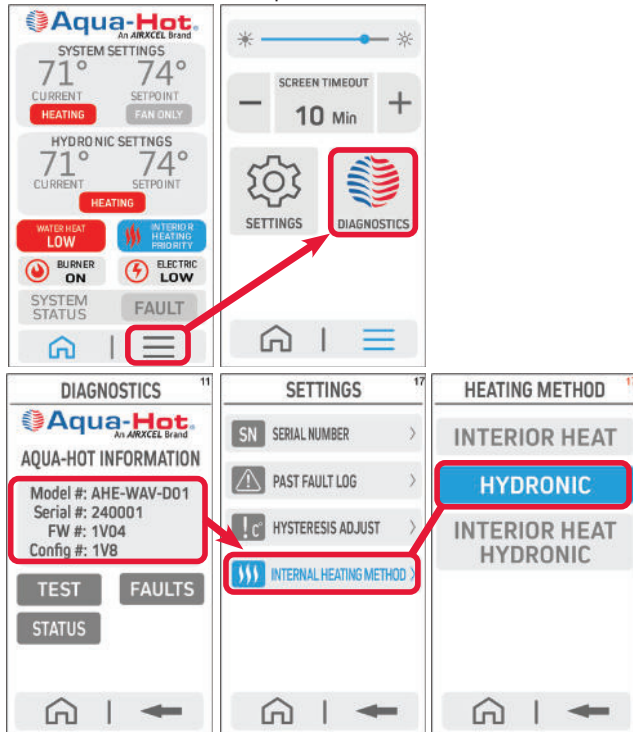 Aqua-Hot.
An AIRXCEL Brand
SYSTEM SETTINGS
71° 74°
CURRENT SETPOINT
HEATING FAN ONLY
HYDRONIC SETTNGS
71° 74°
CURRENT SETPOINT
HEATING
WATER HEAT
LOW
INTERIOR
HEATING
PRIORITY
BURNER
ON
ELECTRIC
LOW
SYSTEM
STATUS
FAULT
SCREEN TIMEOUT
− 10 Min +
SETTINGS DIAGNOSTICS
DIAGNOSTICS 11
Aqua-Hot.
An AIRXCEL Brand
AQUA-HOT INFORMATION
Model #: AHE-WAV-D01
Serial #: 240001
FW #: 1V04
Config #: 1V8
TEST FAULTS
STATUS
SETTINGS 17
SN SERIAL NUMBER >
PAST FAULT LOG >
!c° HYSTERESIS ADJUST >
INTERNAL HEATING METHOD >
HEATING METHOD
INTERIOR HEAT
HYDRONIC
INTERIOR HEAT
HYDRONIC